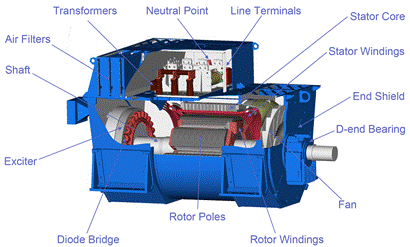 Transformers
Neutral Point
Line Terminals
Stator Core
Air Filters
Stator Windings
Shaft
End Shield
D-end Bearing
Exciter
Fan
Rotor Poles
Diode Bridge
Rotor Windings